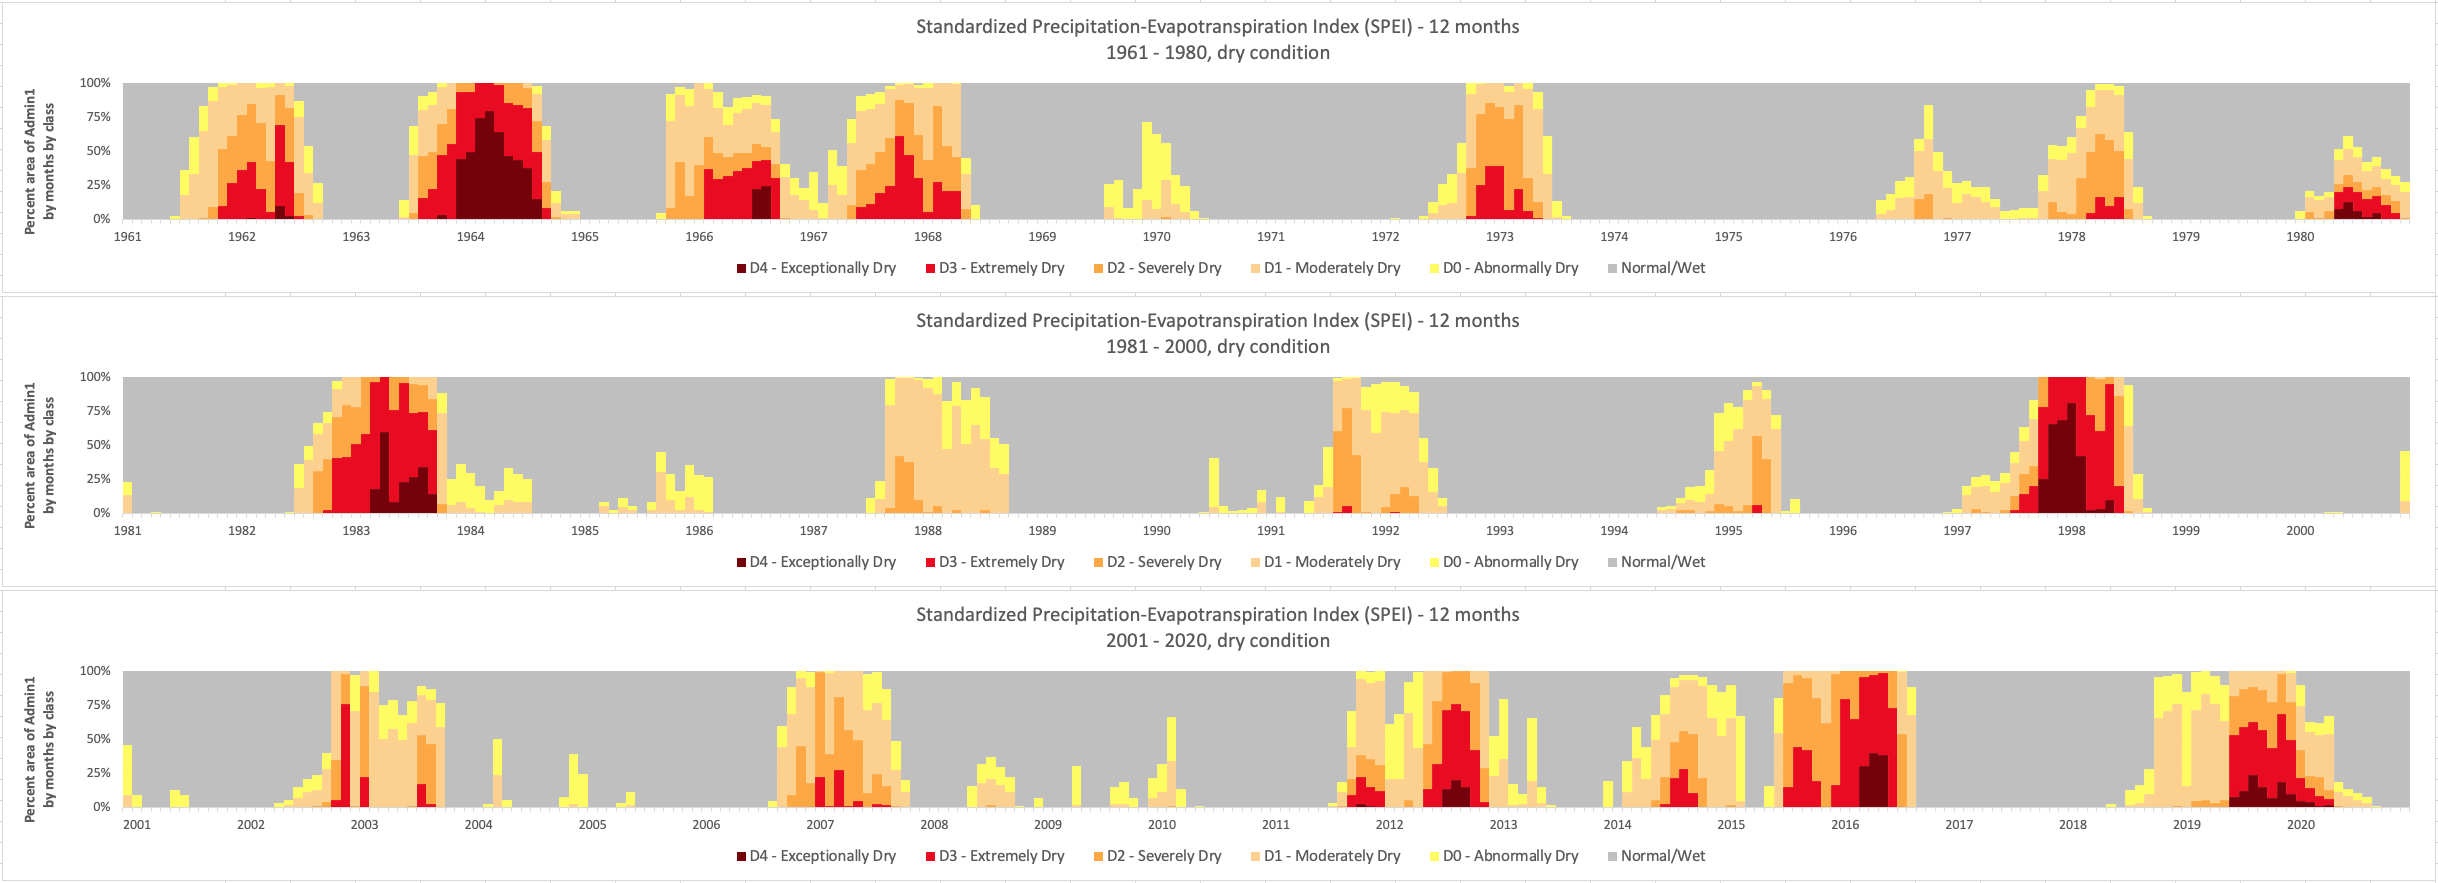 Standardized Precipitation-Evapotranspiration Index (SPEI) - 12 months
1961 - 1980, dry condition
Percent area of Admin1
by months by class
100%
75%
50%
25%
0%
1961 1962 1963 1964 1965 1966 1967 1968 1969 1970 1971 1972 1973 1974 1975 1976 1977 1978 1979 1980
D4 - Exceptionally Dry D3 - Extremely Dry D2 - Severely Dry D1 - Moderately Dry D0 - Abnormally Dry Normal/Wet
Standardized Precipitation-Evapotranspiration Index (SPEI) - 12 months
1981 - 2000, dry condition
Percent area of Admin1
by months by class
100%
75%
50%
25%
0%
1981 1982 1983 1984 1985 1986 1987 1988 1989 1990 1991 1992 1993 1994 1995 1996 1997 1998 1999 2000
D4 - Exceptionally Dry D3 - Extremely Dry D2 - Severely Dry D1 - Moderately Dry D0 - Abnormally Dry Normal/Wet
Standardized Precipitation-Evapotranspiration Index (SPEI) - 12 months
2001 - 2020, dry condition
Percent area of Admin1
by months by class
100%
75%
50%
25%
0%
2001 2002 2003 2004 2005 2006 2007 2008 2009 2010 2011 2012 2013 2014 2015 2016 2017 2018 2019 2020
D4 - Exceptionally Dry D3 - Extremely Dry D2 - Severely Dry D1 - Moderately Dry D0 - Abnormally Dry Normal/Wet